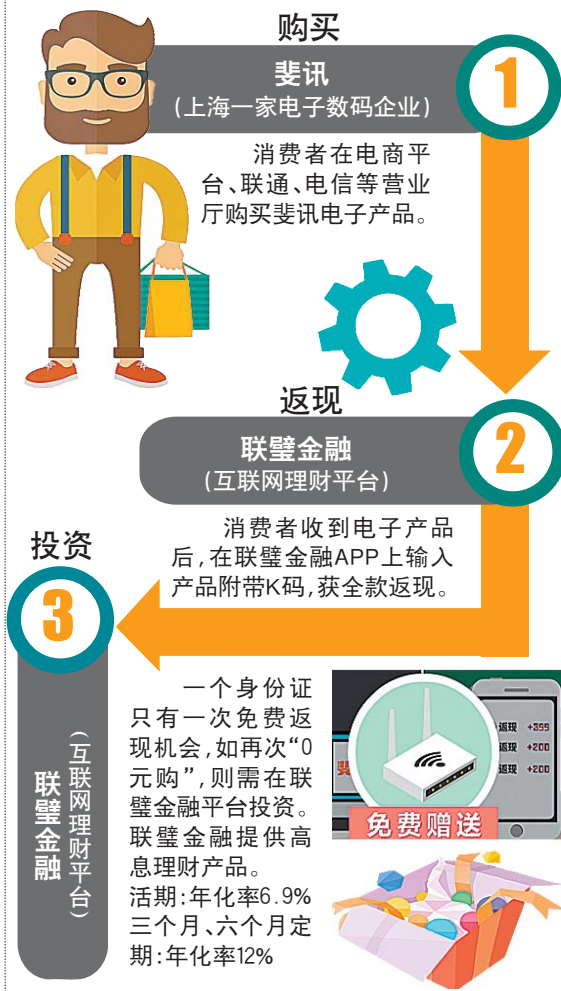 购买
斐讯
(上海一家电子数码企业)
1
消费者在电商平
台、联通、电信等营业
厅购买斐讯电子产品。
返现
联璧金融
(互联网理财平台)
2
消费者收到电子产品
后,在联璧金融APP上输入
产品附带K码,获全款返现。
投资
3
联璧金融
(互联网理财平台)
一个身份证
只有一次免费返
现机会,如再次“0
元购”,则需在联
璧金融平台投资。
联璧金融提供高
息理财产品。
活期:年化率6.9%
三个月、六个月定
期:年化率12%
返现 +399
返现 +200
返现 +200
免费赠送